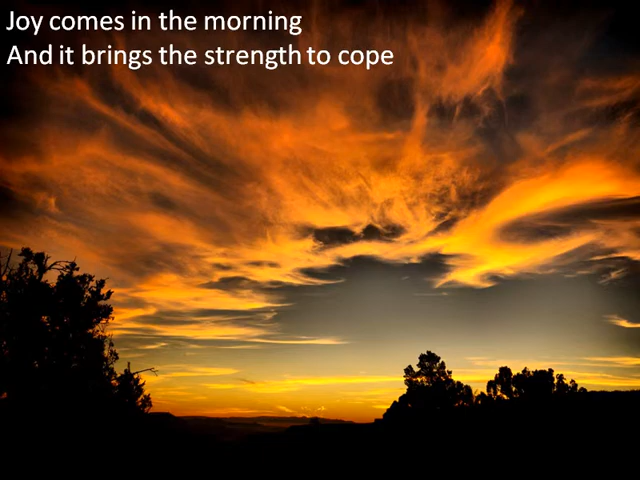 Joy comes in the morning
And it brings the strength to cope